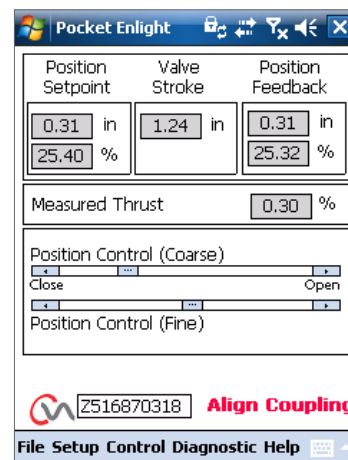 Pocket Enlight
Position Setpoint
Valve Stroke
Position Feedback
0.31 in
1.24 in
0.31 in
25.40 %
25.32 %
Measured Thrust
0.30 %
Position Control (Coarse)
Close
Open
Position Control (Fine)
Z516870318
Align Coupling
File Setup Control Diagnostic Help